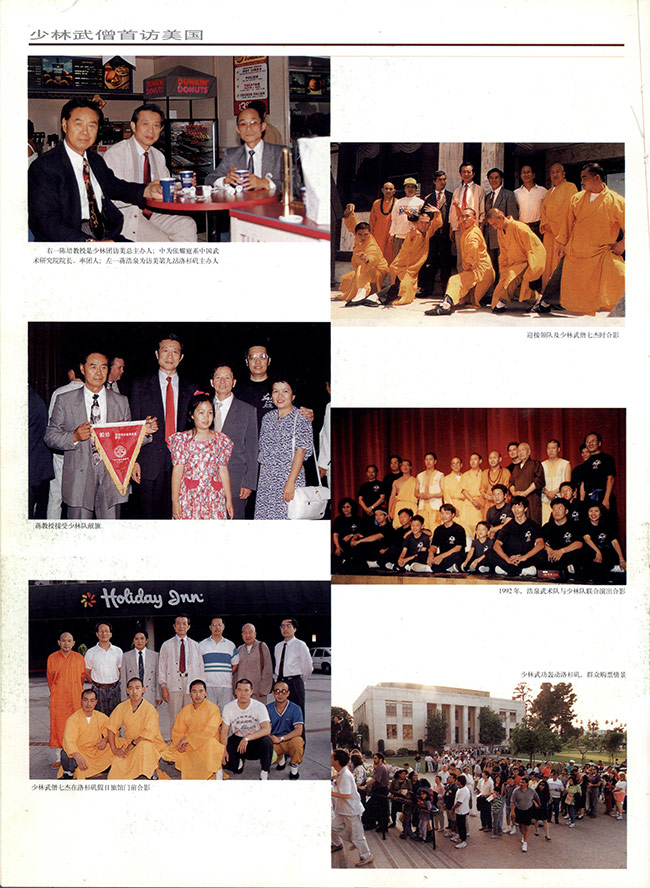 少林武僧首访美国
DUNKIN' DONUTS
DUNKIN' DONUTS
右一陈培教授是少林团访美总主办人；中为张耀庭系中国武
术研究院院长、率团人；左一蒋浩泉为访美第九站洛杉矶主办人
迎接领队及少林武僧七杰时合影
蒋教授接受少林队献旗
1992年，浩泉武术队与少林队联合演出合影
Holiday Inn
少林武僧七杰在洛杉矶假日旅馆门前合影
少林武功轰动洛杉矶，群众购票情景